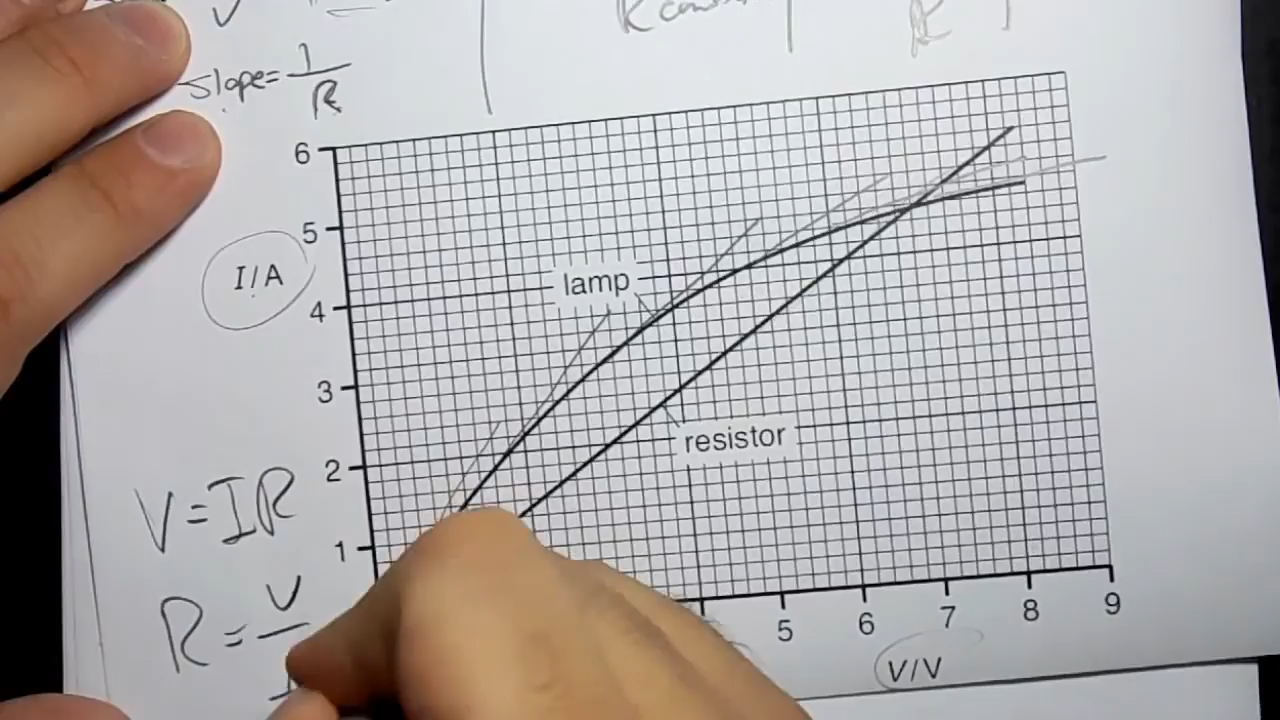 V
slope = 1/R
R
6
5
I/A
lamp
4
3
resistor
2
V = IR
1
R = V/I
5 6 7 8 9
V/V